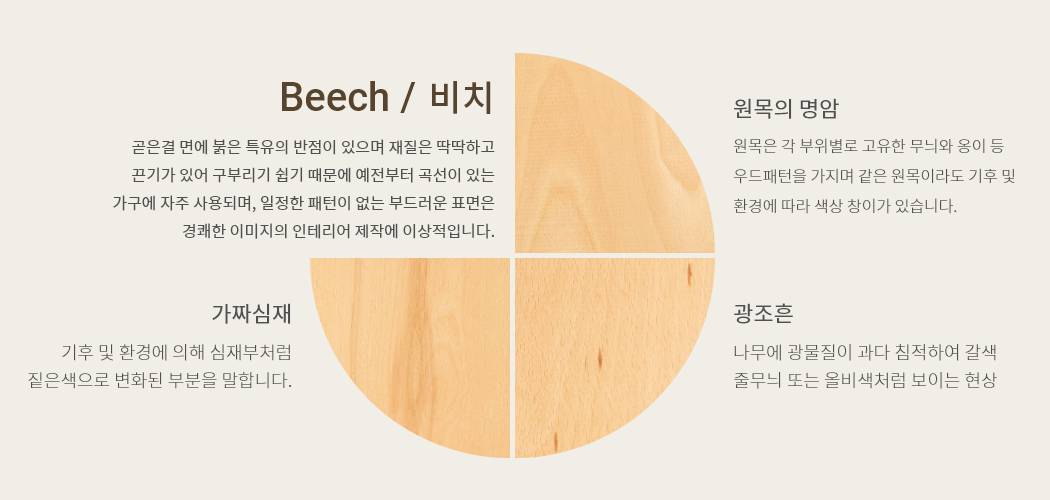 Beech / 비치
곧은결 면에 붉은 특유의 반점이 있으며 재질은 딱딱하고
끈기가 있어 구부리기 쉽기 때문에 예전부터 곡선이 있는
가구에 자주 사용되며, 일정한 패턴이 없는 부드러운 표면은
경쾌한 이미지의 인테리어 제작에 이상적입니다.
원목의 명암
원목은 각 부위별로 고유한 무늬와 옹이 등
우드패턴을 가지며 같은 원목이라도 기후 및
환경에 따라 색상 창이가 있습니다.
가짜심재
기후 및 환경에 의해 심재부처럼
짙은색으로 변화된 부분을 말합니다.
광조흔
나무에 광물질이 과다 침적하여 갈색
줄무늬 또는 올비색처럼 보이는 현상